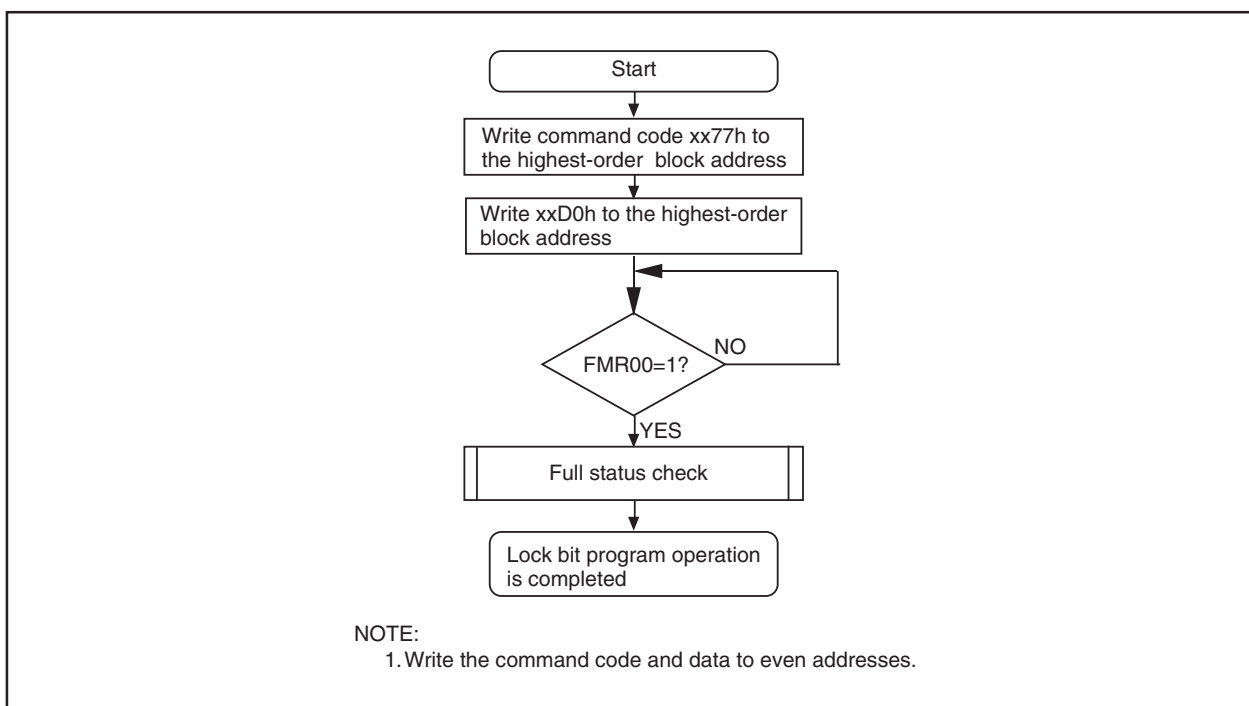 Start
Write command code xx77h to
the highest-order block address
Write xxD0h to the highest-order
block address
FMR00=1?
NO
YES
Full status check
Lock bit program operation
is completed
NOTE:
1. Write the command code and data to even addresses.